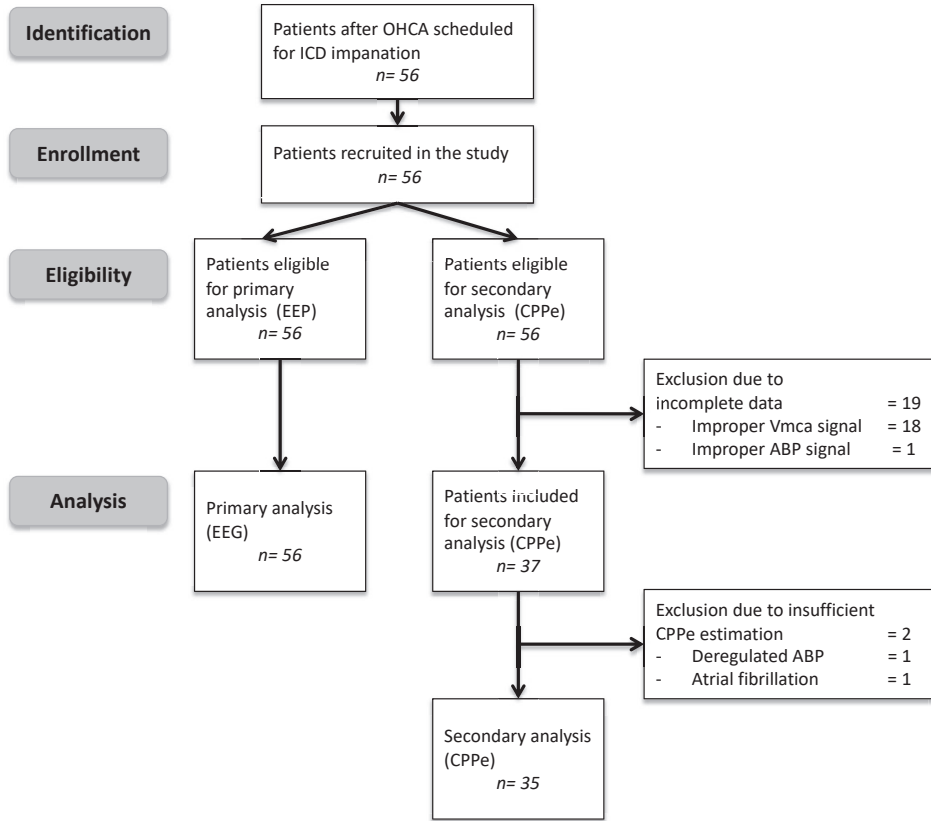 Identification
Patients after OHCA scheduled
for ICD impanation
n= 56
Enrollment
Patients recruited in the study
n= 56
Eligibility
Patients eligible
for primary
analysis (EEP)
n= 56
Patients eligible
for secondary
analysis (CPPe)
n= 56
Exclusion due to
incomplete data = 19
- Improper Vmca signal = 18
- Improper ABP signal = 1
Analysis
Primary analysis
(EEG)
n= 56
Patients included
for secondary
analysis (CPPe)
n= 37
Exclusion due to insufficient
CPPe estimation = 2
- Deregulated ABP = 1
- Atrial fibrillation = 1
Secondary analysis
(CPPe)
n= 35